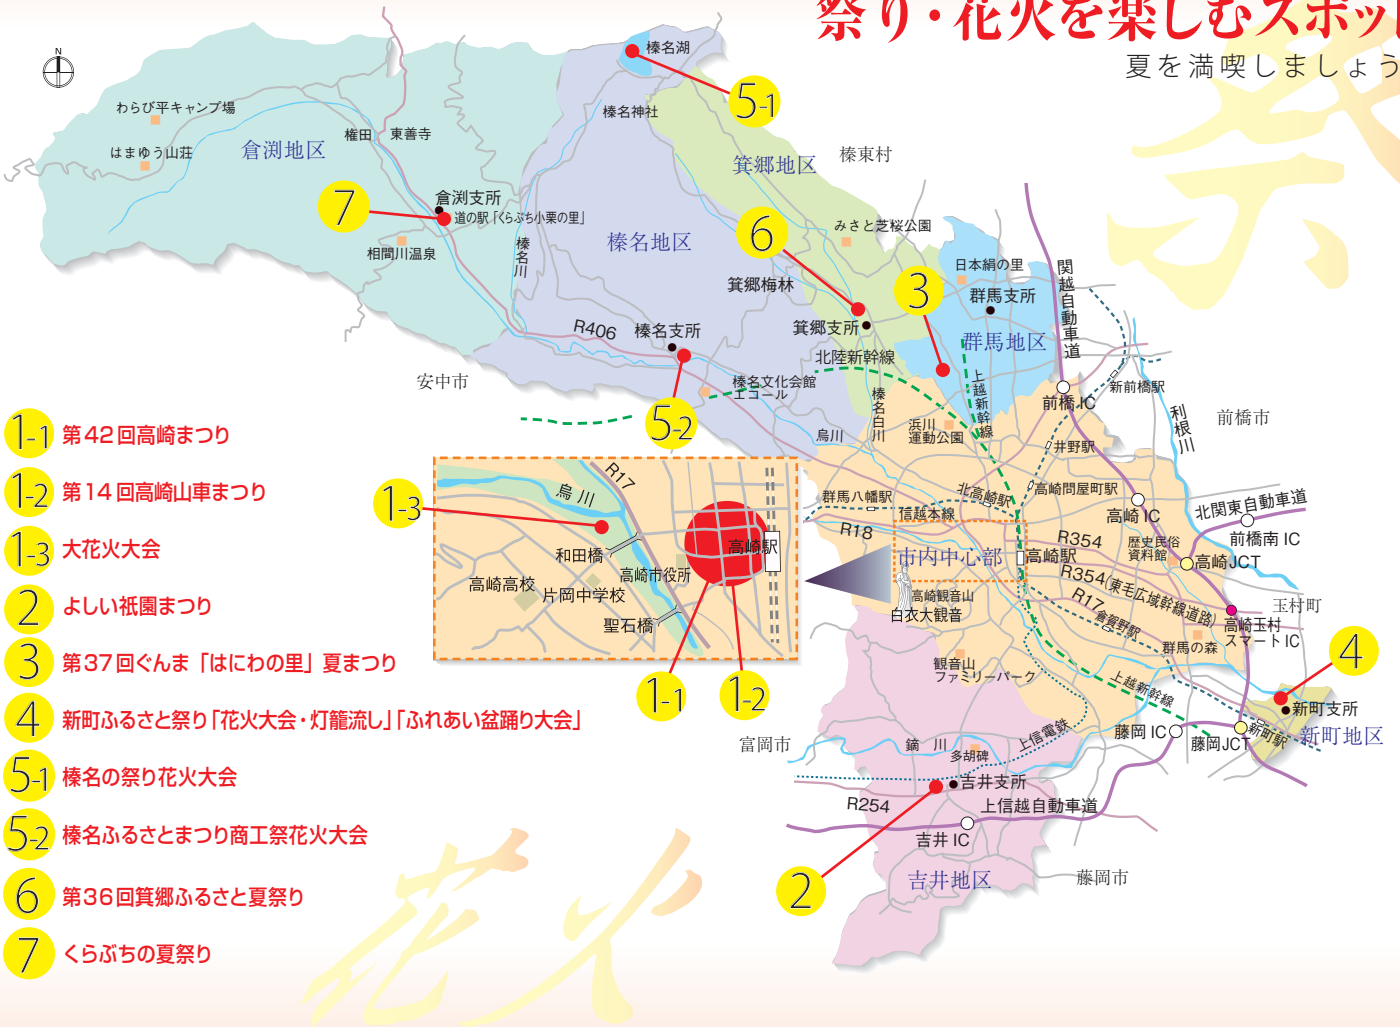 祭り・花火を楽しむスポット
夏を満喫しましょう
祭
N
榛名湖
5-1
わらび平キャンプ場
榛名神社
権田
東善寺
はまゆう山荘
倉渕地区
箕郷地区
榛東村
7
倉渕支所
道の駅「くらぶち小栗の里」
6
みさと芝桜公園
榛名川
榛名地区
相間川温泉
日本絹の里
関越自動車道
箕郷梅林
3
群馬支所
R406
榛名支所
箕郷支所
群馬地区
北陸新幹線
安中市
榛名文化会館
エコール
上越新幹線
新前橋駅
榛名白川
前橋IC
利根川
前橋市
5-2
烏川
浜川
運動公園
井野駅
1-1 第42回高崎まつり
1-2 第14回高崎山車まつり
1-3 大花火大会
2 よしい祇園まつり
3 第37回ぐんま「はにわの里」夏まつり
4 新町ふるさと祭り「花火大会・灯籠流し」「ふれあい盆踊り大会」
5-1 榛名の祭り花火大会
5-2 榛名ふるさとまつり商工祭花火大会
6 第36回箕郷ふるさと夏祭り
7 くらぶちの夏祭り
1-3
烏川
R17
和田橋
高崎駅
高崎市役所
高崎高校
片岡中学校
聖石橋
1-1
1-2
群馬八幡駅
北高崎駅
高崎問屋町駅
信越本線
高崎IC
北関東自動車道
前橋南IC
R18
R354
歴史民俗
資料館
市内中心部
高崎駅
高崎JCT
R354(東毛広域幹線道路)
高崎観音山
白衣大観音
R17
倉賀野駅
玉村町
高崎玉村
スマートIC
群馬の森
4
観音山
ファミリーパーク
上越新幹線
新町支所
新町地区
新町駅
藤岡IC
藤岡JCT
富岡市
鏑川
上信電鉄
多胡碑
吉井支所
R254
上信越自動車道
吉井IC
2
吉井地区
藤岡市
花火